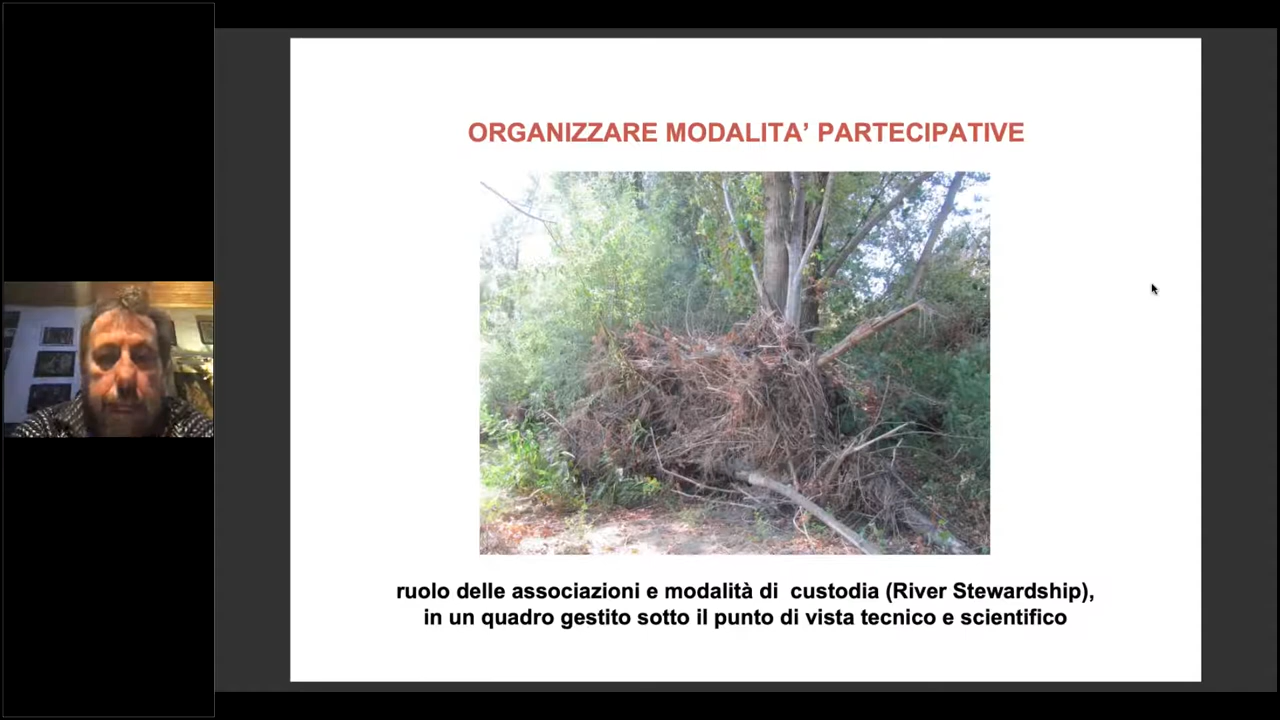 ORGANIZZARE MODALITA’ PARTECIPATIVE
ruolo delle associazioni e modalità di  custodia (River Stewardship),
in un quadro gestito sotto il punto di vista tecnico e scientifico